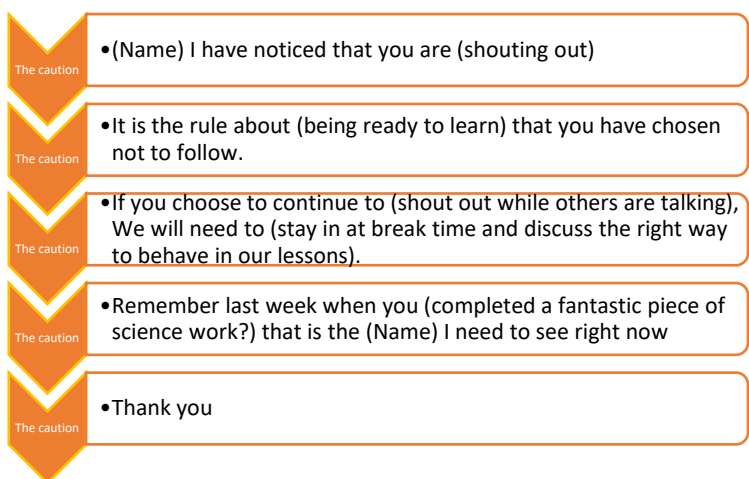 The caution
•(Name) I have noticed that you are (shouting out)
The caution
•It is the rule about (being ready to learn) that you have chosen
not to follow.
The caution
•If you choose to continue to (shout out while others are talking),
We will need to (stay in at break time and discuss the right way
to behave in our lessons).
The caution
•Remember last week when you (completed a fantastic piece of
science work?) that is the (Name) I need to see right now
The caution
•Thank you